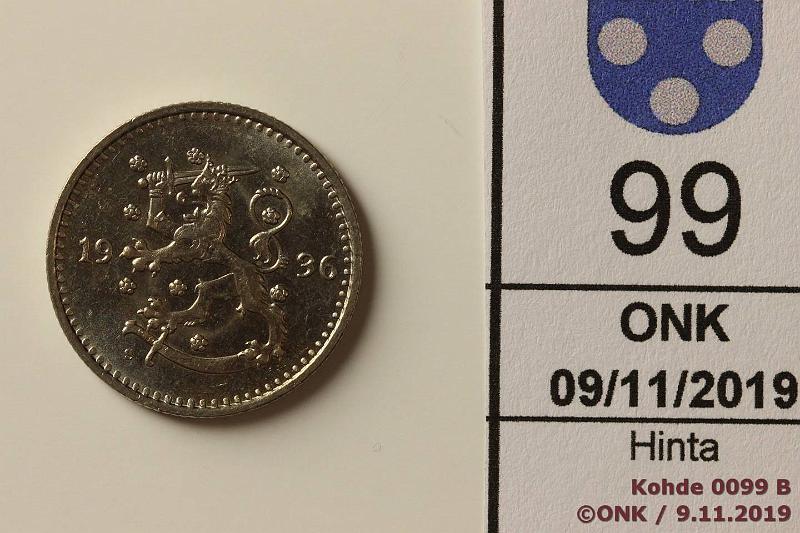 19 36
S
99
ONK
09/11/2019
Hinta
Kohde 0099 B
©ONK / 9.11.2019